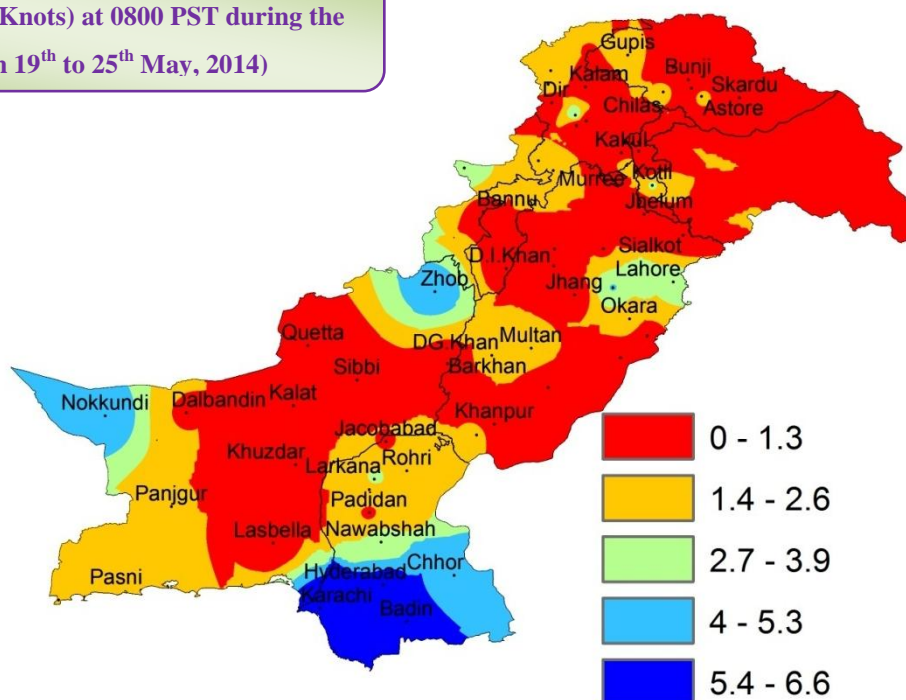 Knots) at 0800 PST during the
19th to 25th May, 2014)
Gupis
Bunji
Kalam
Skardu
Dir
Chilas
Astore
Kakul
Murree
Kotli
Bannu
Jhelum
Sialkot
D.I.Khan
Lahore
Zhob
Jhang
Okara
Quetta
DG.Khan
Multan
Sibbi
Barkhan
Nokkundi
Dalbandin
Kalat
Khanpur
Jacobabad
Khuzdar
Larkana
Rohri
Panjgur
Padidan
Lasbella
Nawabshah
Pasni
Hyderabad
Chhor
Karachi
Badin
0 - 1.3
1.4 - 2.6
2.7 - 3.9
4 - 5.3
5.4 - 6.6